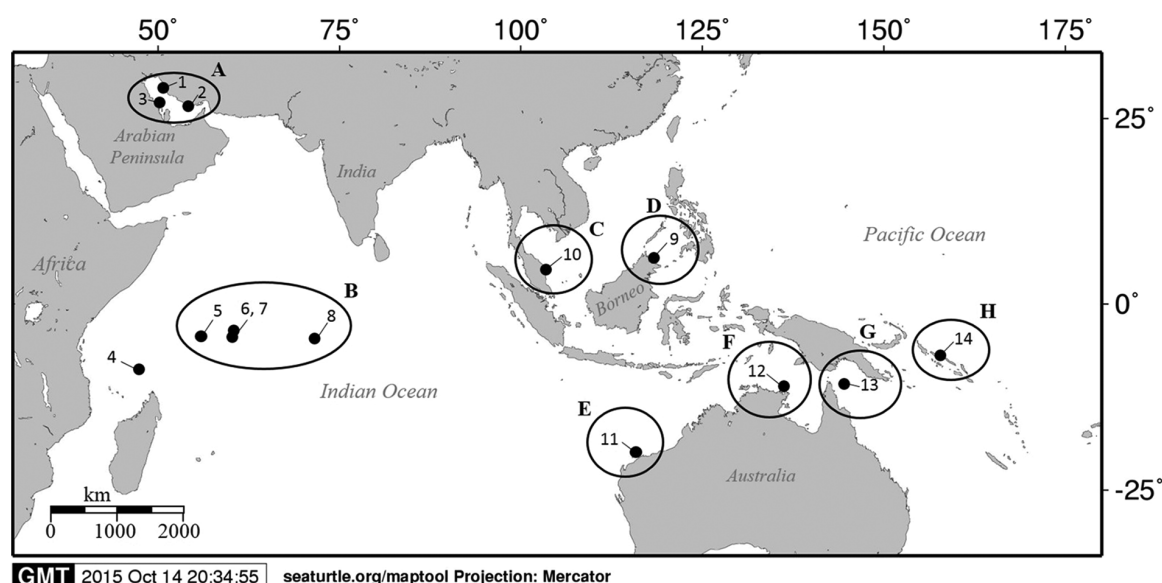 50° 75° 100° 125° 150° 175°
A
1
3 2
25°
Arabian
Peninsula
India
D
C
9
Pacific Ocean
Africa
10
B
Borneo
0°
5 6, 7 8
H
G
14
F
4
12
13
Indian Ocean
E
11
Australia
km
0 1000 2000
-25°
GMT 2015 Oct 14 20:34:55 seaturtle.org/maptool Projection: Mercator